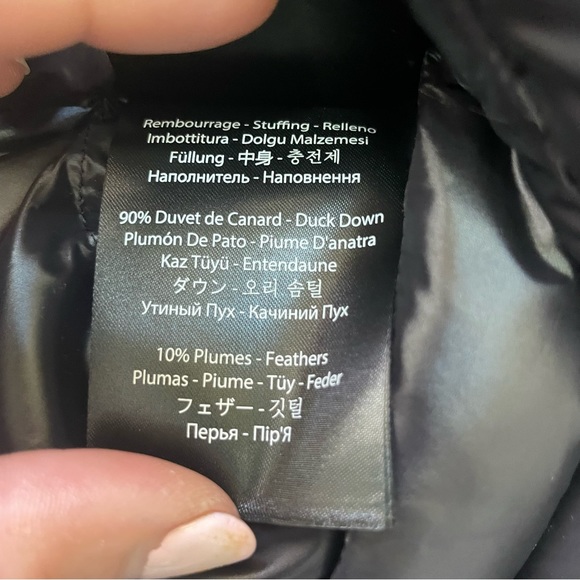 Rembourrage - Stuffing - Relleno
Imbottitura - Dolgu Malzemesi
Füllung - 中身 - 충전제
Наполнитель - Наповнення
90% Duvet de Canard - Duck Down
Plumón De Pato - Piume D'anatra
Kaz Tüyü - Entendaune
ダウン - 오리 솜털
Утиный Пух - Качиний Пух
10% Plumes - Feathers
Plumas - Piume - Tüy - Feder
フェザー - 깃털
Перья - Пір'Я